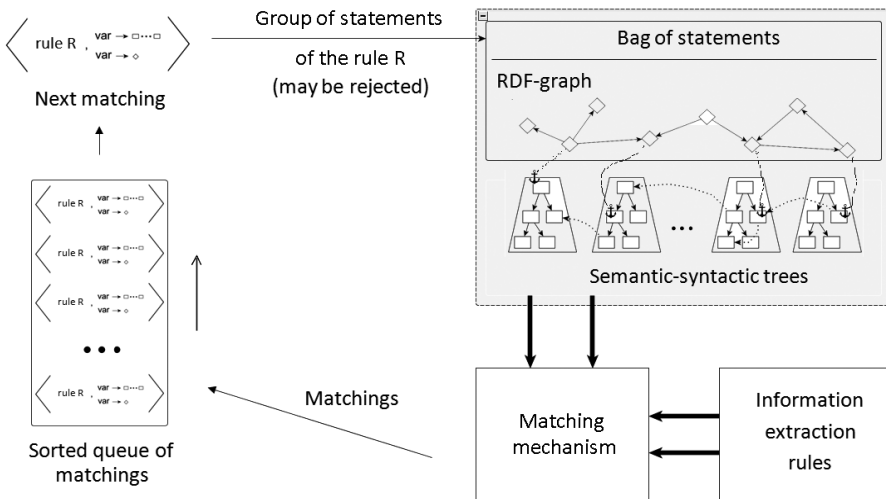 Group of statements
of the rule R
(may be rejected)
rule R , var → □···□
var → ◇
Next matching
Bag of statements
RDF-graph
Semantic-syntactic trees
rule R , var → □···□
var → ◇
rule R , var → □···□
var → ◇
rule R , var → □···□
var → ◇
• • •
rule R , var → □···□
var → ◇
Sorted queue of
matchings
Matchings
Matching
mechanism
Information
extraction
rules